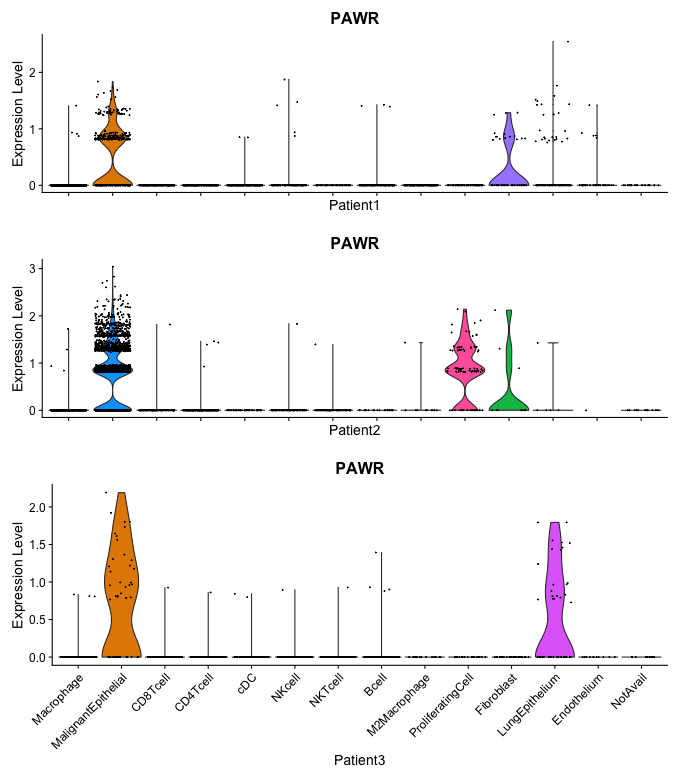 PAWR
Expression Level
2
1
0
Patient1
PAWR
Expression Level
3
2
1
0
Patient2
PAWR
Expression Level
2.0
1.5
1.0
0.5
0.0
Macrophage
MalignantEpithelial
CD8Tcell
CD4Tcell
cDC
NKcell
NKTcell
Bcell
M2Macrophage
ProliferatingCell
Fibroblast
LungEpithelium
Endothelium
NotAvail
Patient3